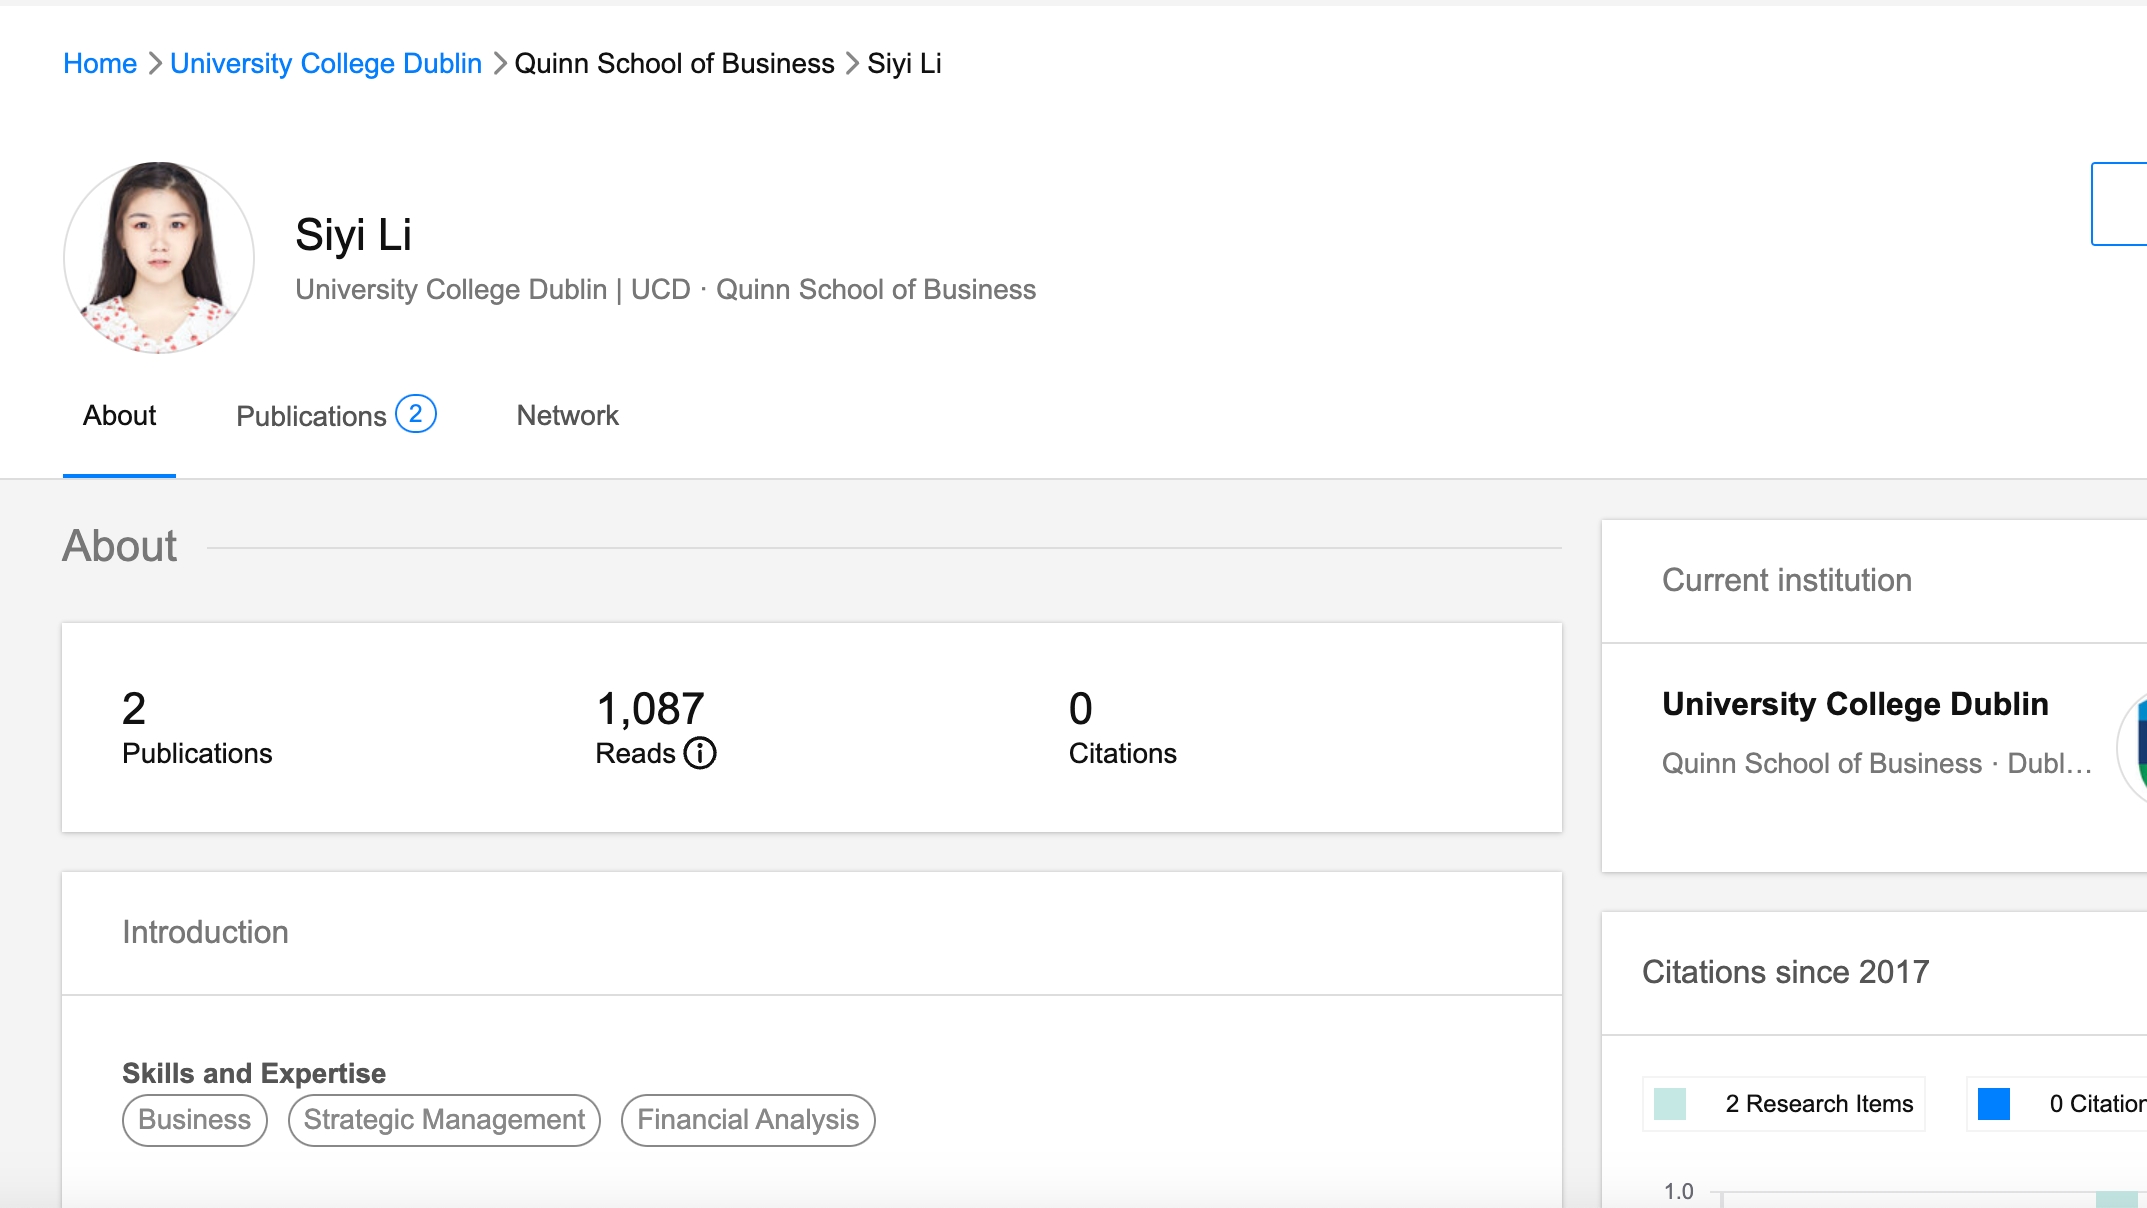 Home > University College Dublin > Quinn School of Business > Siyi Li
Siyi Li
University College Dublin | UCD · Quinn School of Business
About
Publications 2
Network
About
2
Publications
1,087
Reads
0
Citations
Introduction
Skills and Expertise
Business
Strategic Management
Financial Analysis
Current institution
University College Dublin
Quinn School of Business · Dubl...
Citations since 2017
2 Research Items
0 Citation
1.0